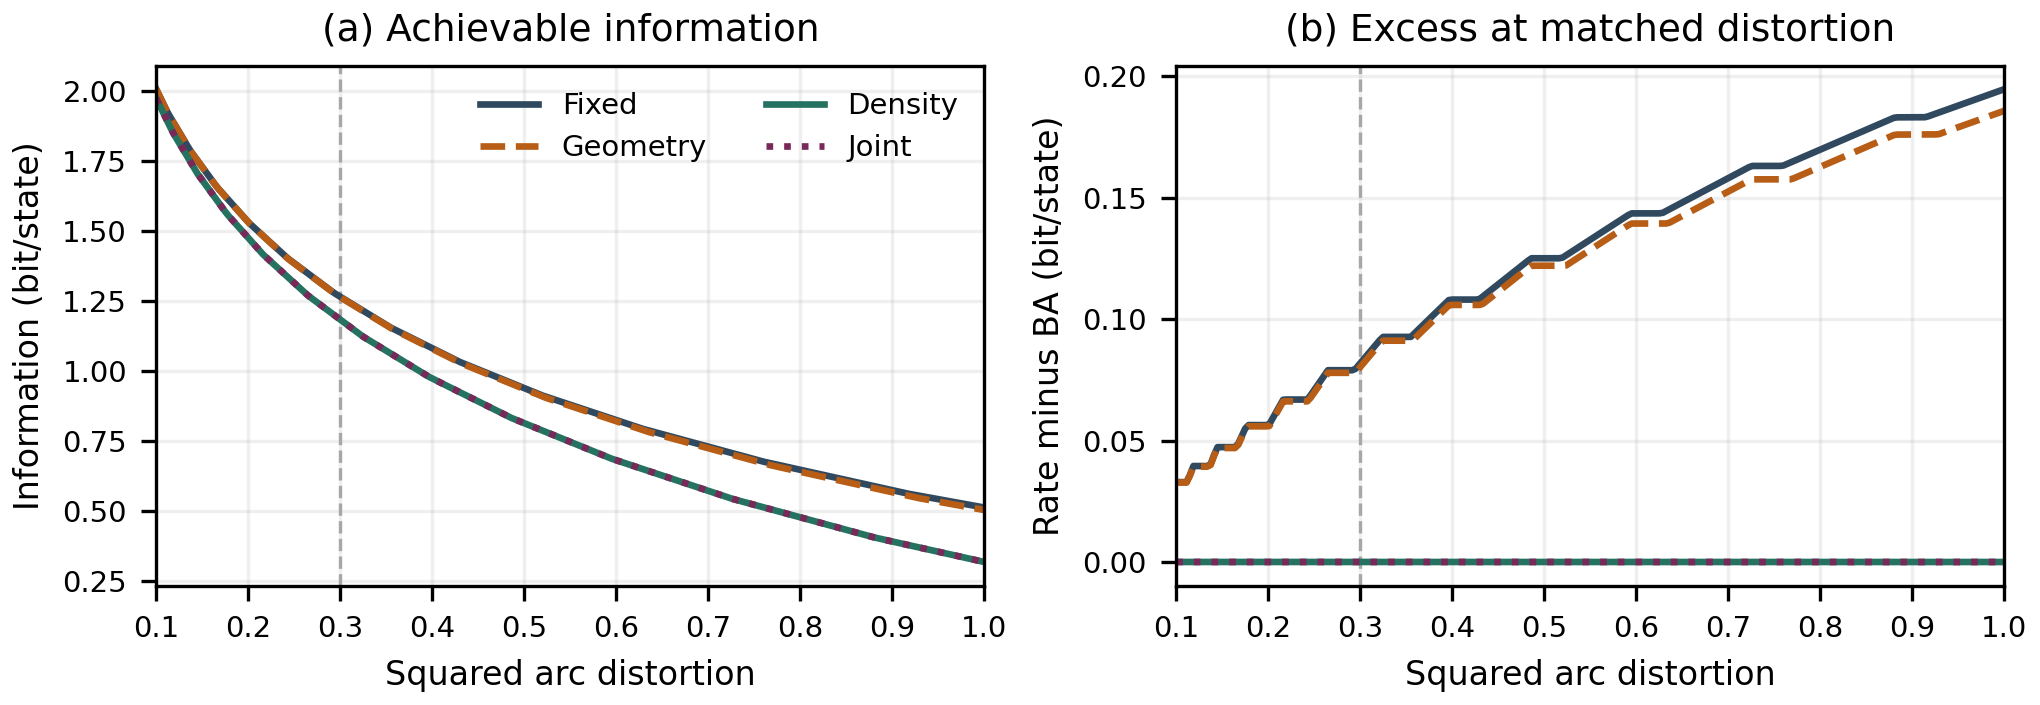 (a) Achievable information
Information (bit/state)
2.00
1.75
1.50
1.25
1.00
0.75
0.50
0.25
Fixed
Geometry
Density
Joint
0.1 0.2 0.3 0.4 0.5 0.6 0.7 0.8 0.9 1.0
Squared arc distortion
(b) Excess at matched distortion
Rate minus BA (bit/state)
0.20
0.15
0.10
0.05
0.00
0.1 0.2 0.3 0.4 0.5 0.6 0.7 0.8 0.9 1.0
Squared arc distortion